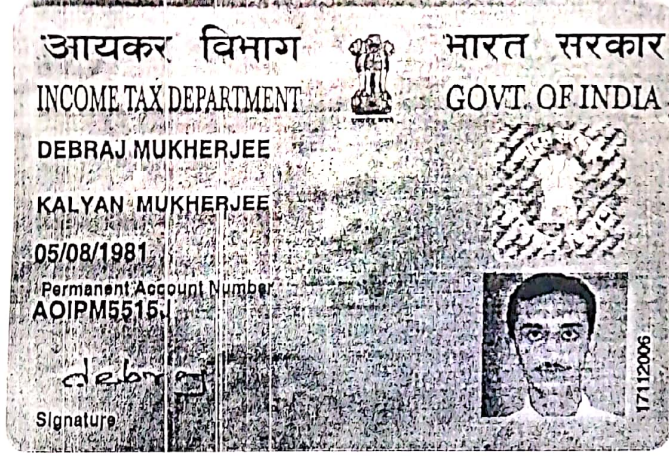 आयकर विभाग
भारत सरकार
INCOME TAX DEPARTMENT
GOVT. OF INDIA
DEBRAJ MUKHERJEE
KALYAN MUKHERJEE
05/08/1981
Permanent Account Number
AOIPM5515J
debraj
Signature
17112006